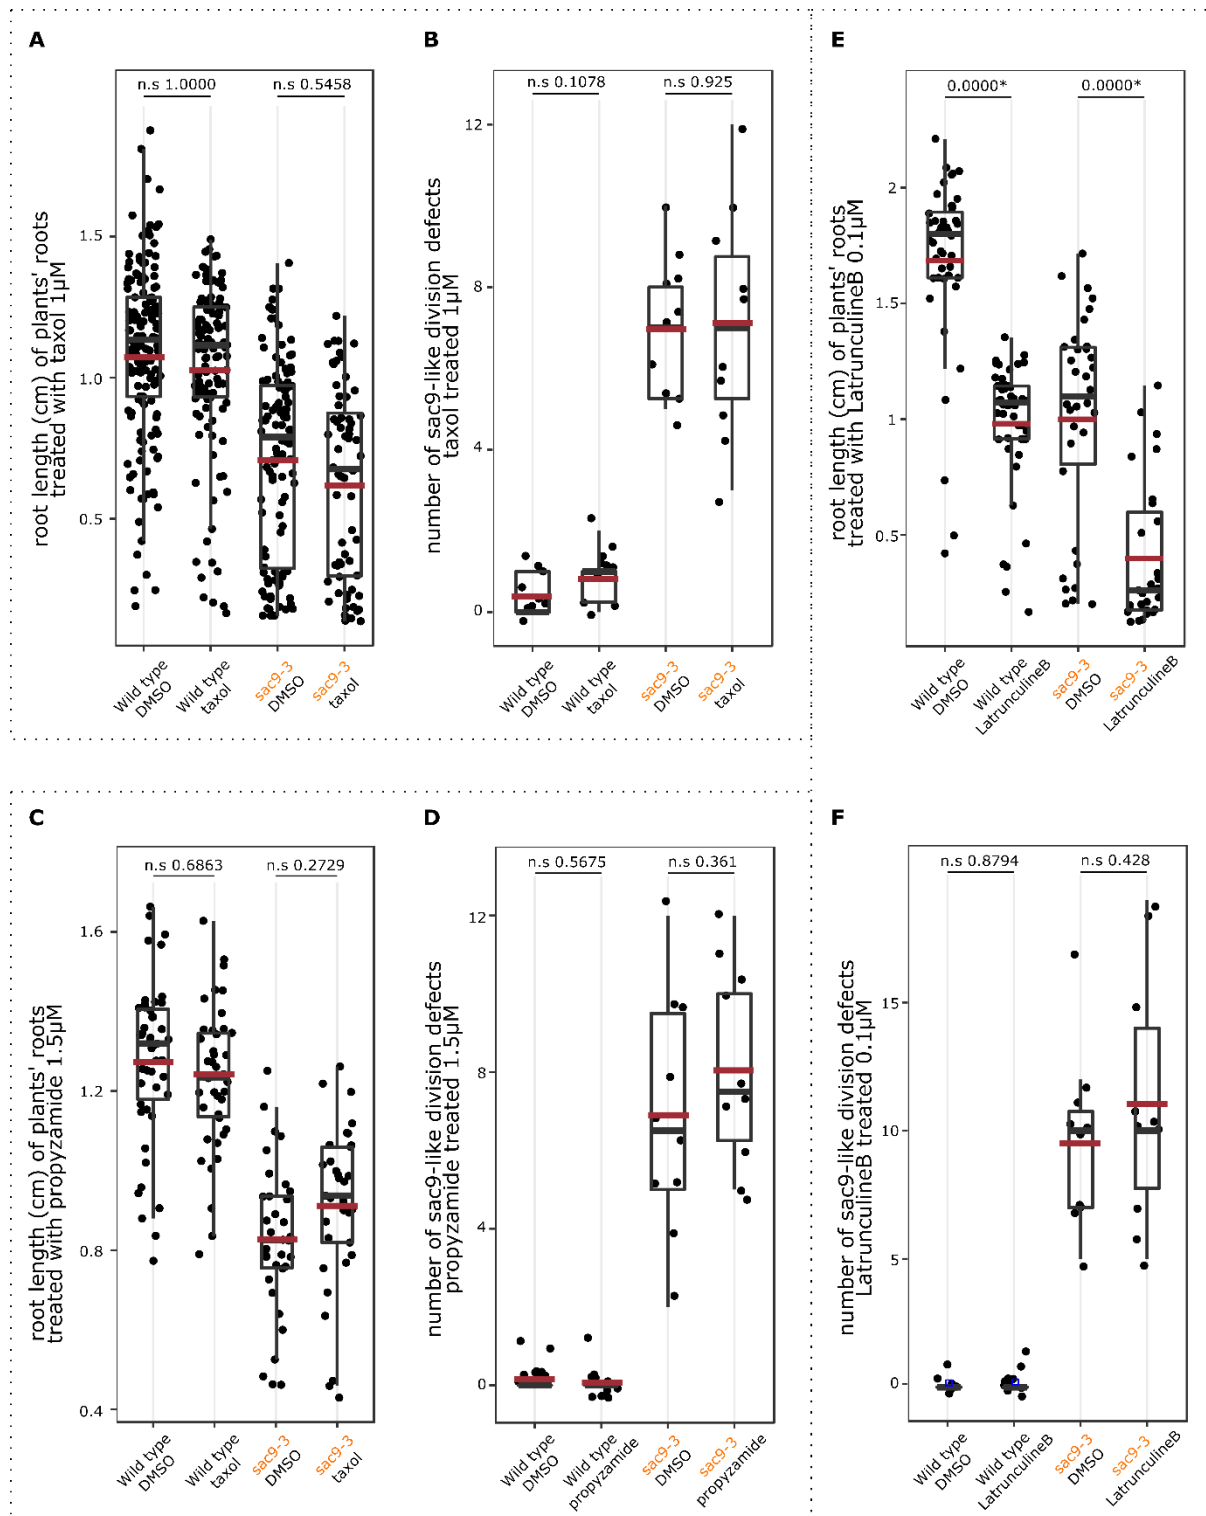 A
root length (cm) of plants' roots
treated with taxol 1µM
n.s 1.0000
n.s 0.5458
1.5
1.0
0.5
Wild type
DMSO
Wild type
taxol
sac9-3
DMSO
sac9-3
taxol
B
number of sac9-like division defects
taxol treated 1µM
n.s 0.1078
n.s 0.925
12
8
4
0
Wild type
DMSO
Wild type
taxol
sac9-3
DMSO
sac9-3
taxol
E
root length (cm) of plants' roots
treated with LatrunculineB 0.1µM
0.0000*
0.0000*
2
1.5
1
0.5
Wild type
DMSO
Wild type
LatrunculineB
sac9-3
DMSO
sac9-3
LatrunculineB
C
root length (cm) of plants' roots
treated with propyzamide 1.5µM
n.s 0.6863
n.s 0.2729
1.6
1.2
0.8
0.4
Wild type
DMSO
Wild type
taxol
sac9-3
DMSO
sac9-3
taxol
D
number of sac9-like division defects
propyzamide treated 1.5µM
n.s 0.5675
n.s 0.361
12
8
4
0
Wild type
DMSO
Wild type
propyzamide
sac9-3
DMSO
sac9-3
propyzamide
F
number of sac9-like division defects
LatrunculineB treated 0.1µM
n.s 0.8794
n.s 0.428
15
10
5
0
Wild type
DMSO
Wild type
LatrunculineB
sac9-3
DMSO
sac9-3
LatrunculineB